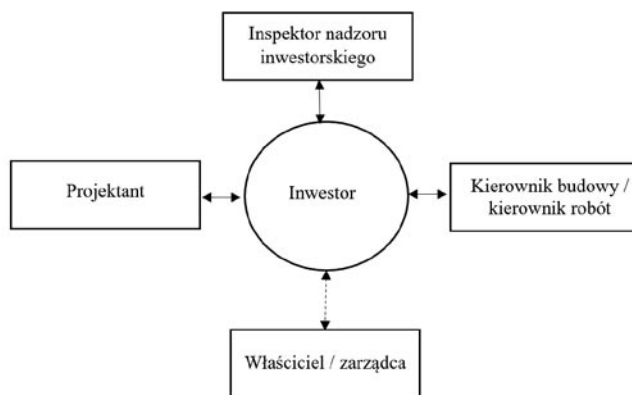 Inspektor nadzoru
inwestorskiego
Projektant
Inwestor
Kierownik budowy /
kierownik robót
Właściciel / zarządca